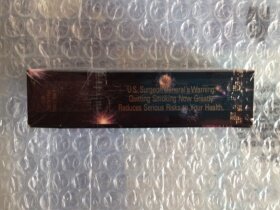 U.S. Surgeon General's Warning
Quitting Smoking Now Greatly
Reduces Serious Risks to Your Health.